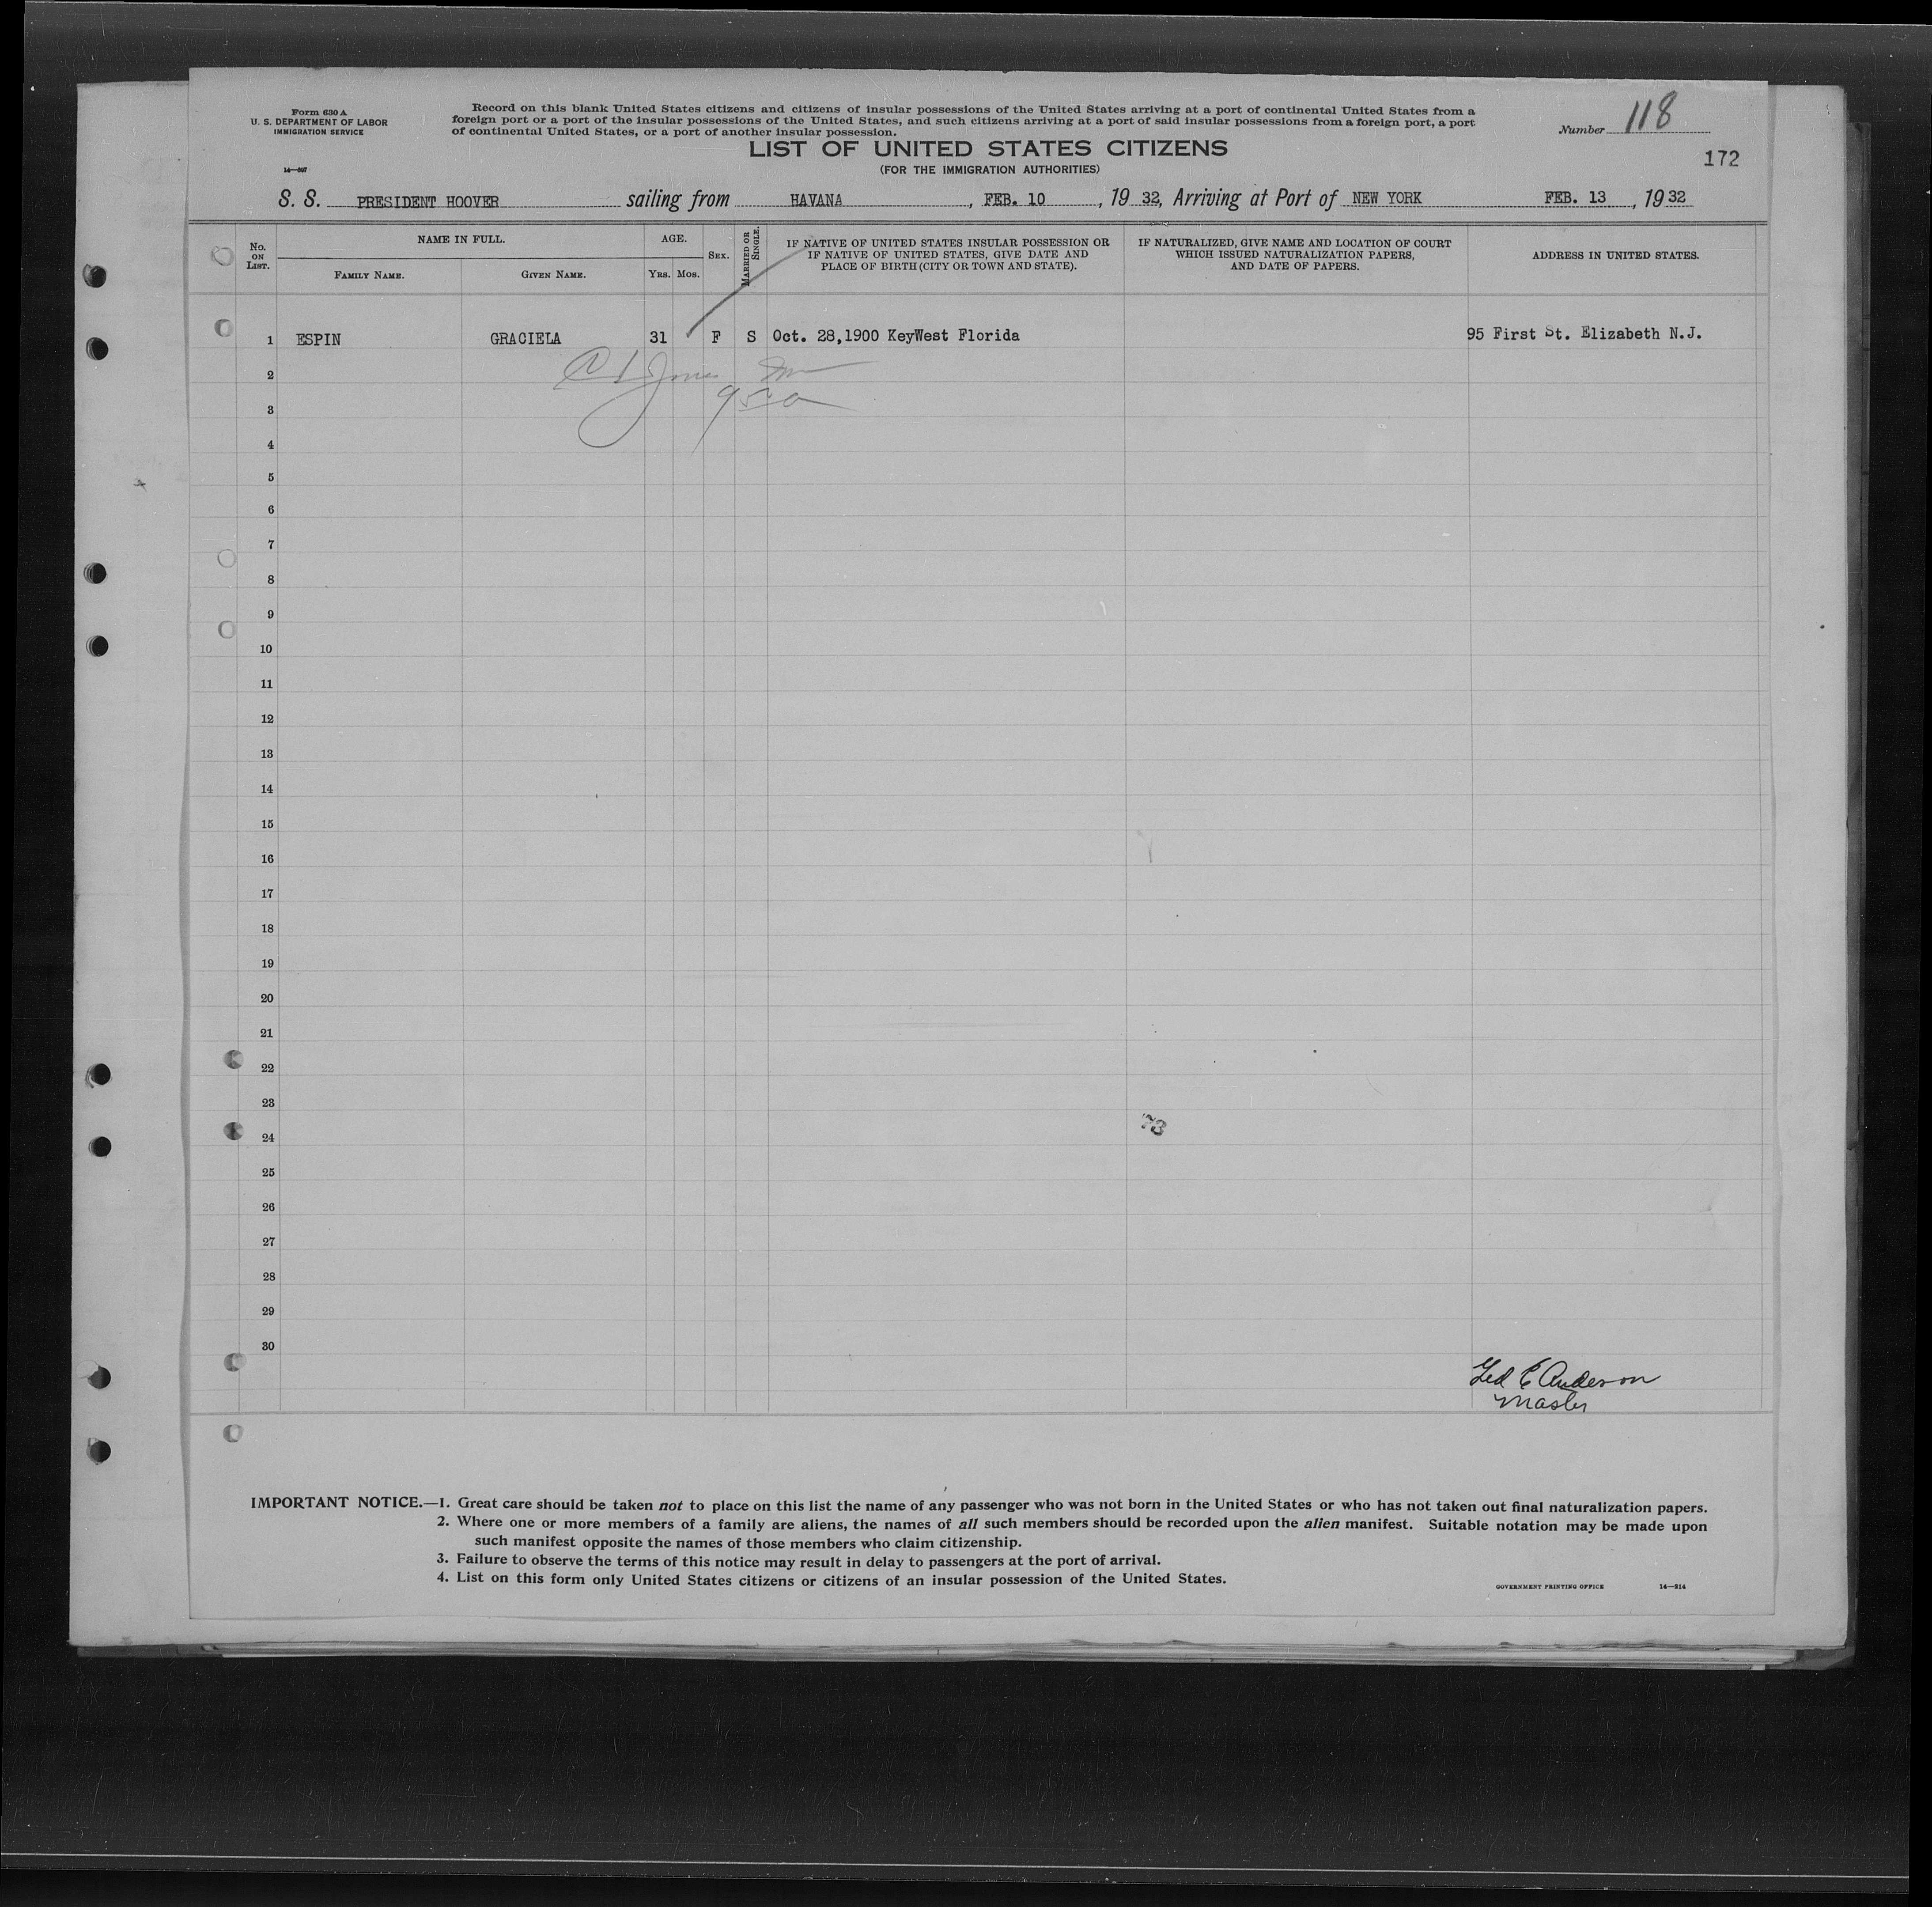 Form 630 A
U. S. DEPARTMENT OF LABOR
IMMIGRATION SERVICE
14—507
Record on this blank United States citizens and citizens of insular possessions of the United States arriving at a port of continental United States from a
foreign port or a port of the insular possessions of the United States, and such citizens arriving at a port of said insular possessions from a foreign port, a port
of continental United States, or a port of another insular possession.
Number 118
172
LIST OF UNITED STATES CITIZENS
(FOR THE IMMIGRATION AUTHORITIES)
S. S. PRESIDENT HOOVER sailing from HAVANA, FEB. 10, 19 32, Arriving at Port of NEW YORK FEB. 13, 19 32
No. ON LIST.
NAME IN FULL.
FAMILY NAME.
GIVEN NAME.
AGE.
YRS. MOS.
SEX.
MARRIED OR SINGLE.
IF NATIVE OF UNITED STATES INSULAR POSSESSION OR
IF NATIVE OF UNITED STATES, GIVE DATE AND
PLACE OF BIRTH (CITY OR TOWN AND STATE).
IF NATURALIZED, GIVE NAME AND LOCATION OF COURT
WHICH ISSUED NATURALIZATION PAPERS,
AND DATE OF PAPERS.
ADDRESS IN UNITED STATES.
1 ESPIN GRACIELA 31 F S Oct. 28,1900 KeyWest Florida 95 First St. Elizabeth N.J.
2
3
4
5
6
7
8
9
10
11
12
13
14
15
16
17
18
19
20
21
22
23
24
25
26
27
28
29
30
Anderson
Master
IMPORTANT NOTICE.—1. Great care should be taken not to place on this list the name of any passenger who was not born in the United States or who has not taken out final naturalization papers.
2. Where one or more members of a family are aliens, the names of all such members should be recorded upon the alien manifest. Suitable notation may be made upon
such manifest opposite the names of those members who claim citizenship.
3. Failure to observe the terms of this notice may result in delay to passengers at the port of arrival.
4. List on this form only United States citizens or citizens of an insular possession of the United States.
GOVERNMENT PRINTING OFFICE 14—514